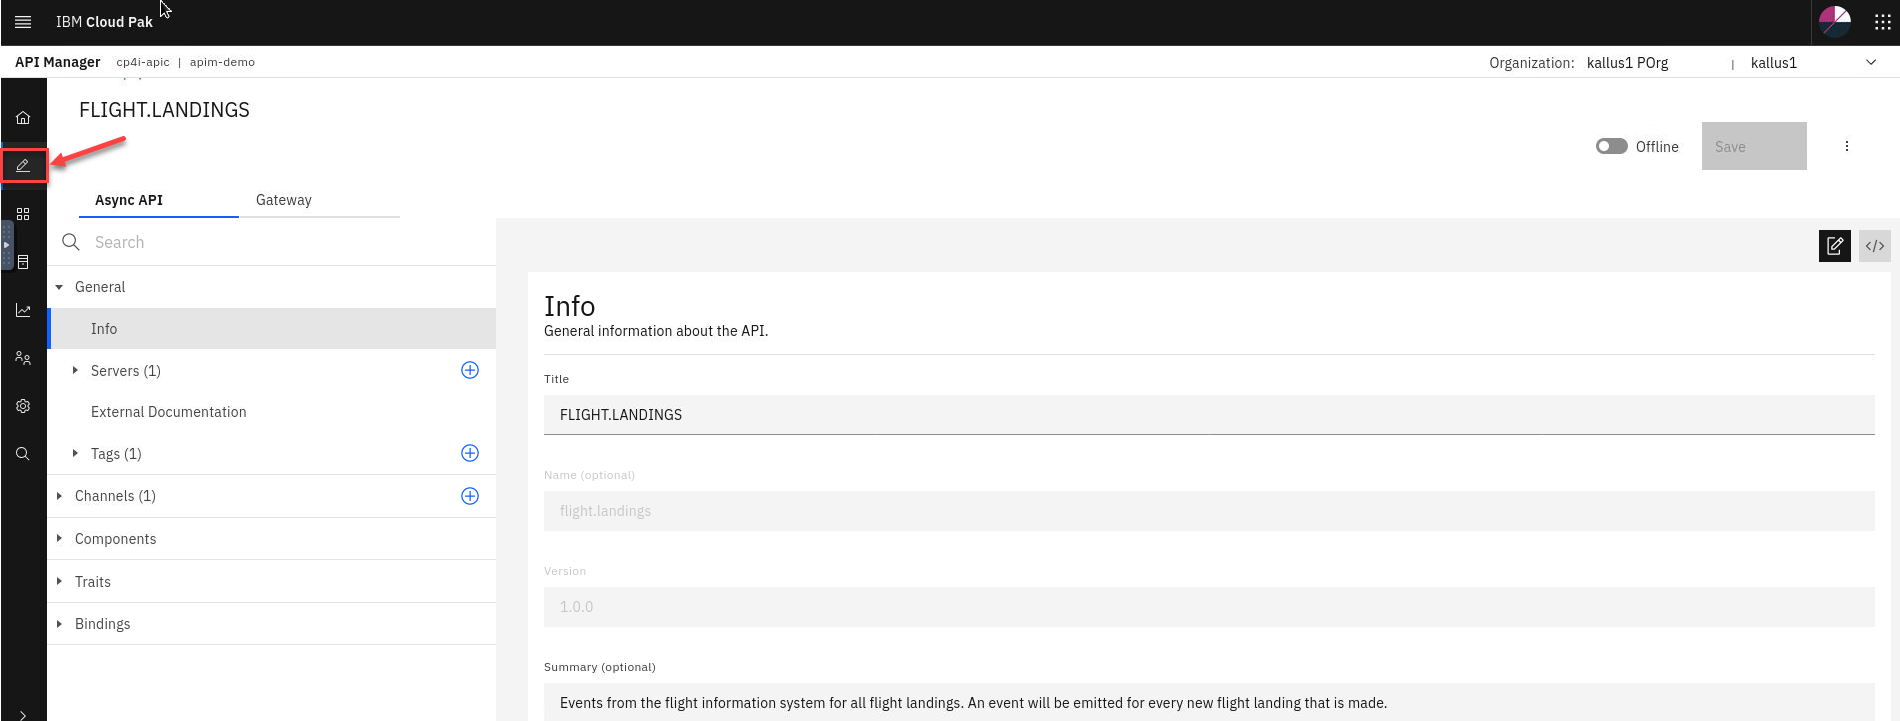 IBM Cloud Pak
API Manager cp4i-apic | apim-demo Organization: kallus1 POrg | kallus1
FLIGHT.LANDINGS
Offline Save
Async API Gateway
Search
General
Info
Servers (1)
External Documentation
Tags (1)
Channels (1)
Components
Traits
Bindings
</>
Info
General information about the API.
Title
FLIGHT.LANDINGS
Name (optional)
flight.landings
Version
1.0.0
Summary (optional)
Events from the flight information system for all flight landings. An event will be emitted for every new flight landing that is made.